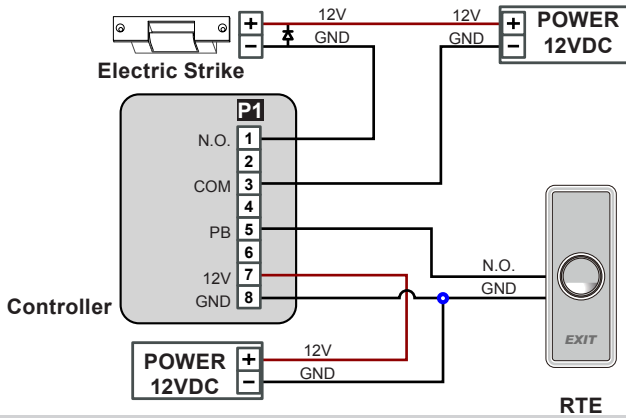 12V 12V
+ + POWER
GND GND
- - 12VDC
Electric Strike
P1
N.O. 1
2
COM 3
4
PB 5
6
12V 7
GND 8
Controller
N.O.
GND
EXIT
12V
POWER +
12VDC -
GND
RTE